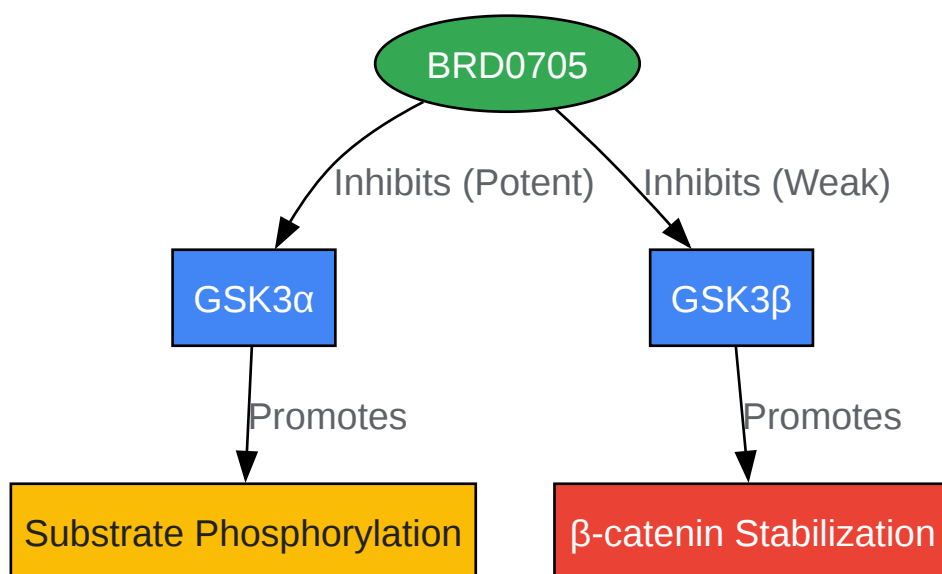 BRD0705
Inhibits (Potent)
Inhibits (Weak)
GSK3α
GSK3β
Promotes
Promotes
Substrate Phosphorylation
β-catenin Stabilization